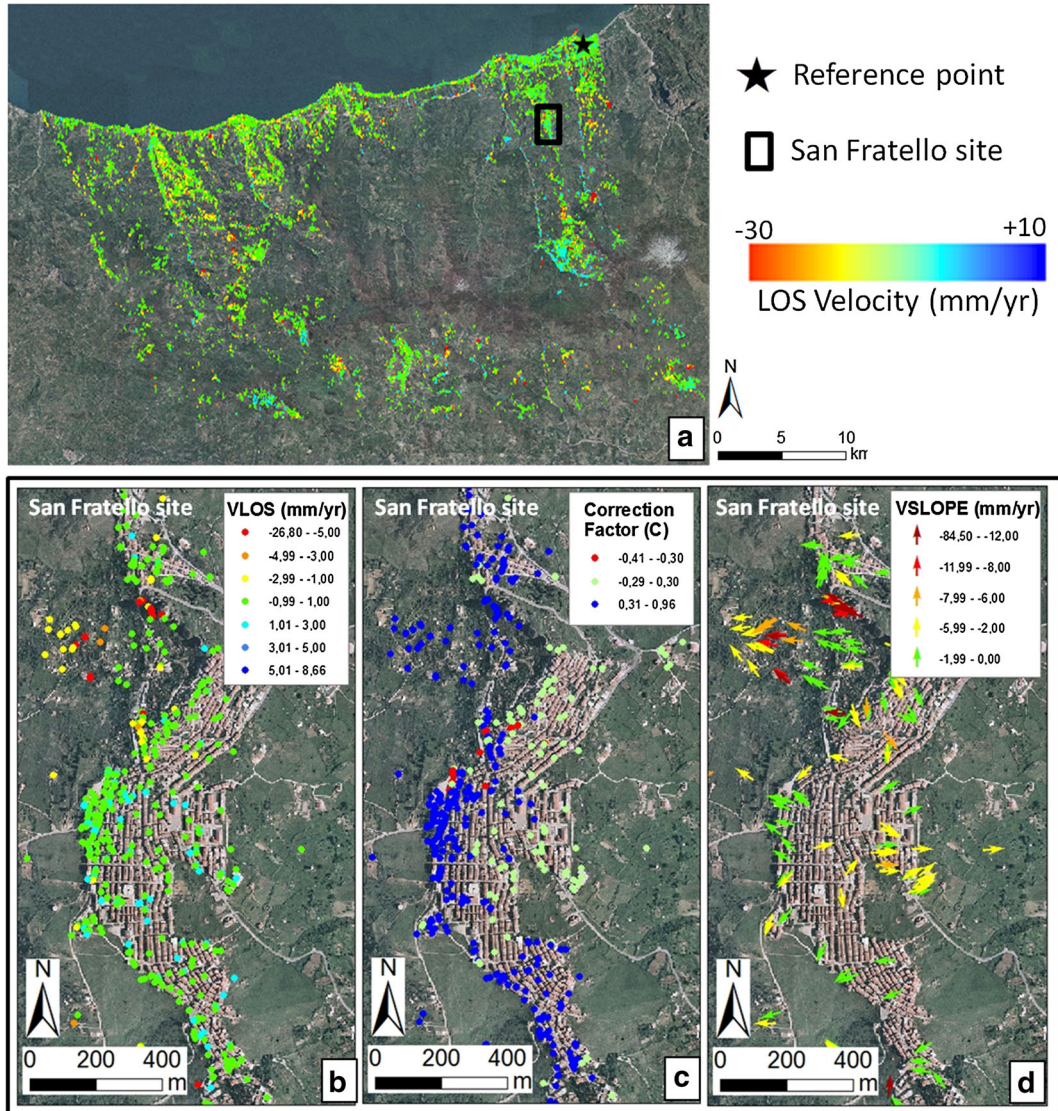 Reference point
San Fratello site
-30 +10
LOS Velocity (mm/yr)
N
0 5 10
km
a
San Fratello site
VLOS (mm/yr)
-26,80 - -5,00
-4,99 - -3,00
-2,99 - -1,00
-0,99 - 1,00
1,01 - 3,00
3,01 - 5,00
5,01 - 8,66
N
0 200 400
m
b
San Fratello site
Correction
Factor (C)
-0,41 - -0,30
-0,29 - 0,30
0,31 - 0,96
N
0 200 400
m
c
San Fratello site
VSLOPE (mm/yr)
-84,50 - -12,00
-11,99 - -8,00
-7,99 - -6,00
-5,99 - -2,00
-1,99 - 0,00
N
0 200 400
m
d